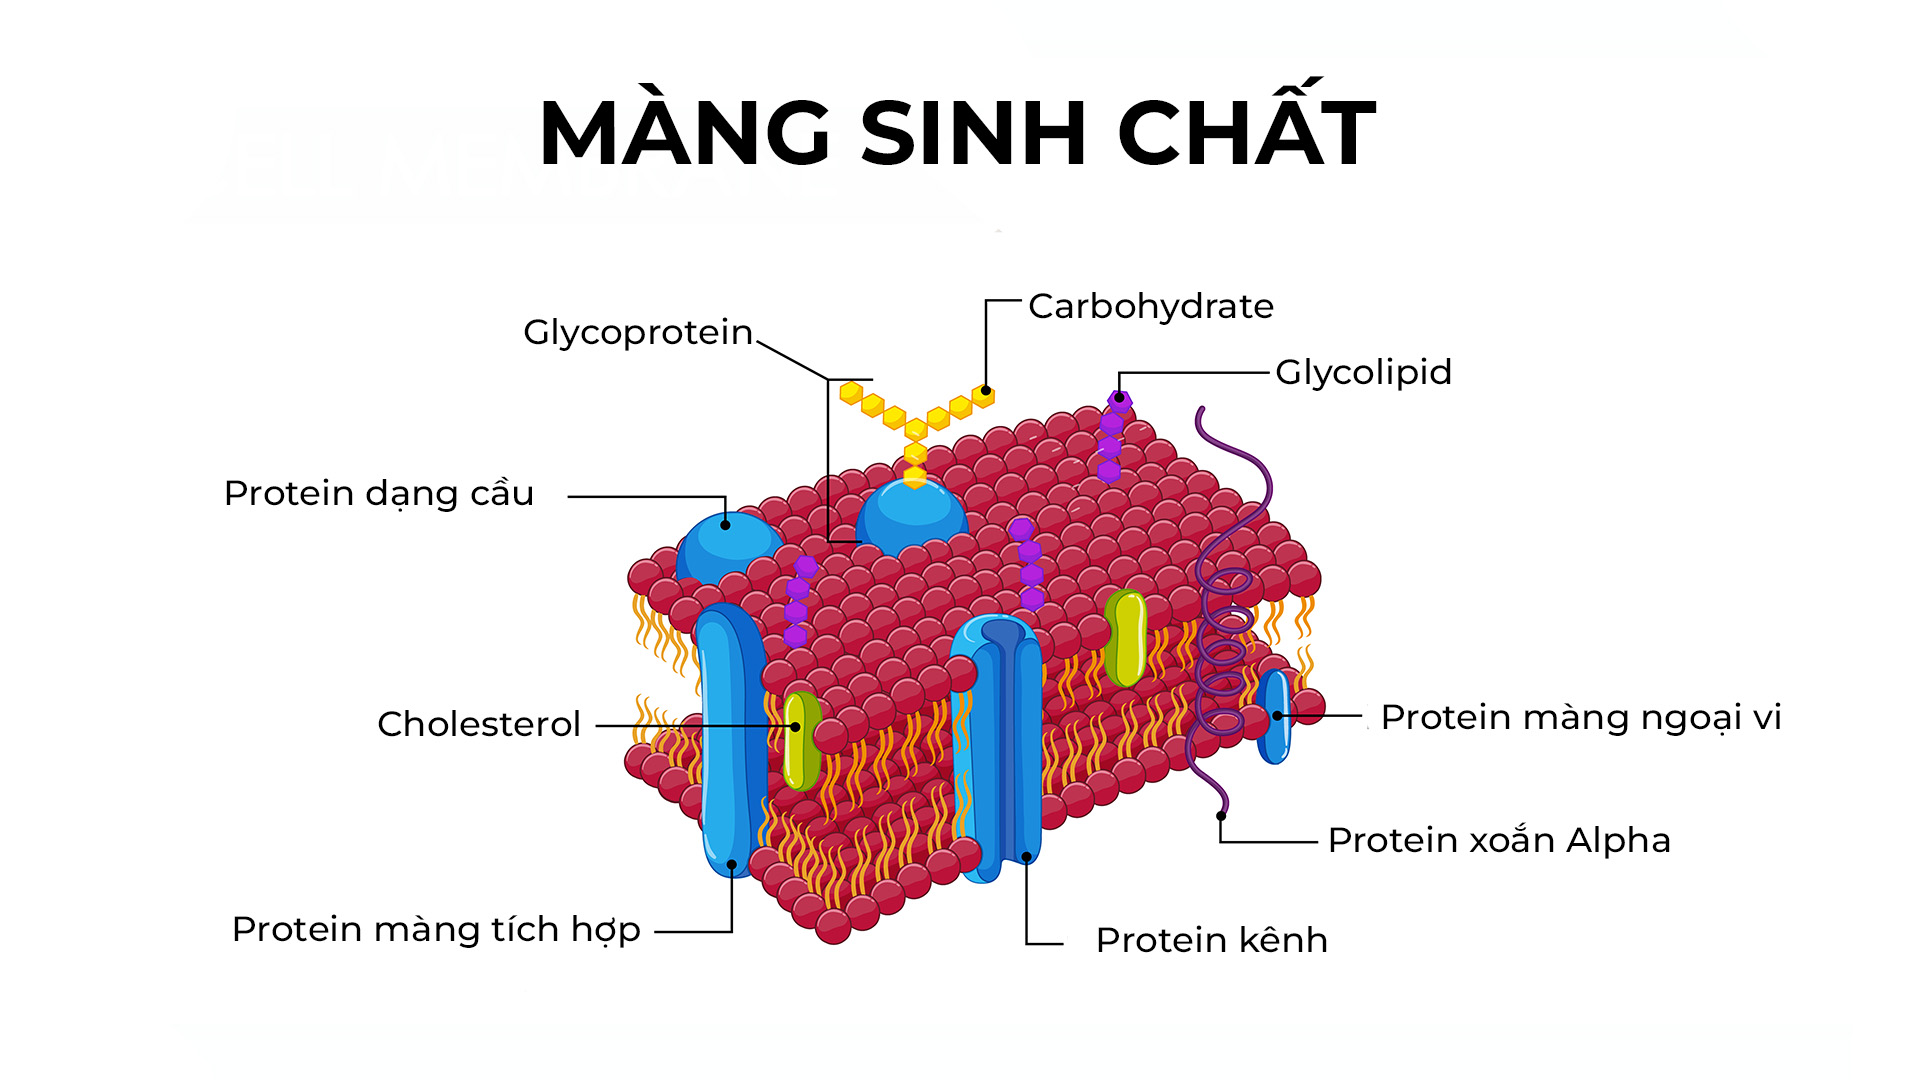 MÀNG SINH CHẤT
Carbohydrate
Glycoprotein
Glycolipid
Protein dạng cầu
Cholesterol
Protein màng ngoại vi
Protein xoắn Alpha
Protein màng tích hợp
Protein kênh